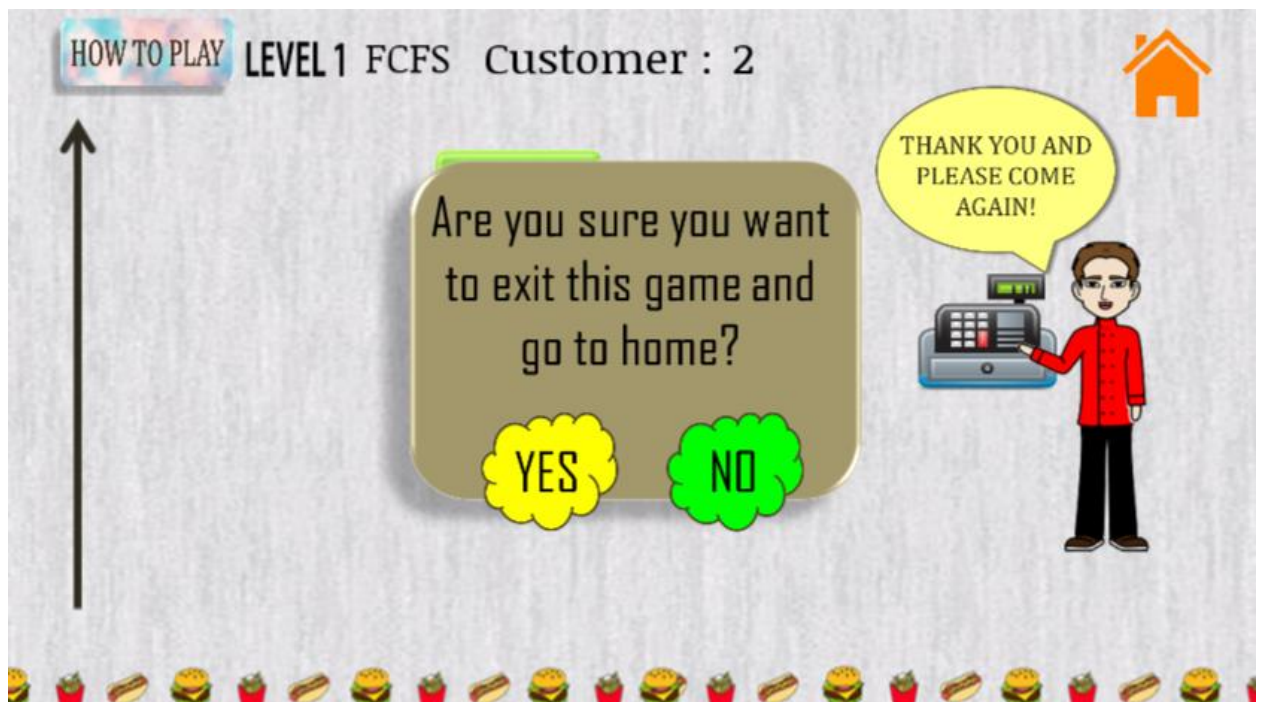 HOW TO PLAY LEVEL 1 FCFS Customer : 2
THANK YOU AND
PLEASE COME
AGAIN!
Are you sure you want
to exit this game and
go to home?
YES NO